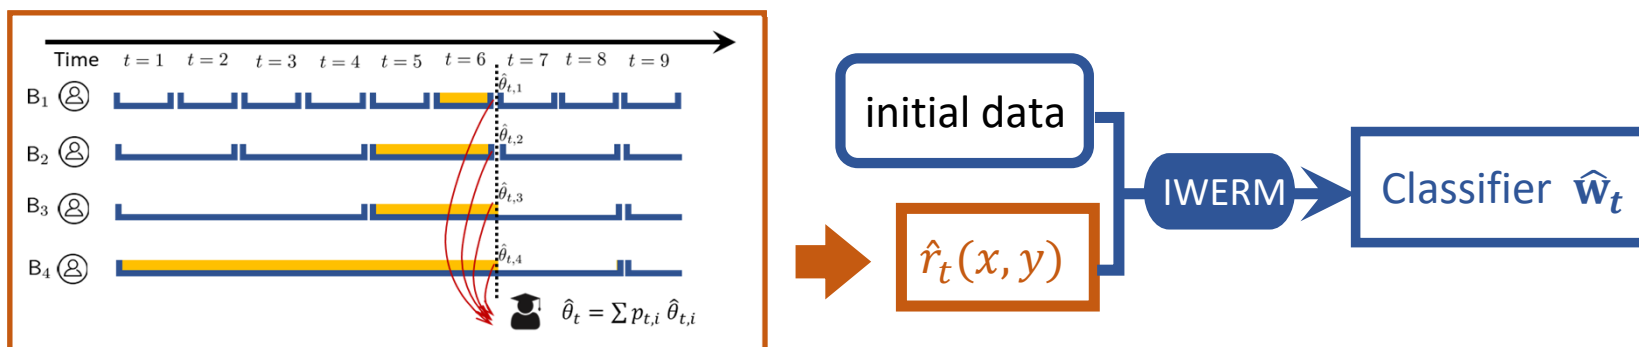 Time t = 1 t = 2 t = 3 t = 4 t = 5 t = 6 t = 7 t = 8 t = 9
B₁ θ̂ₜ,₁
B₂ θ̂ₜ,₂
B₃ θ̂ₜ,₃
B₄ θ̂ₜ,₄
θ̂ₜ = ∑ pₜ,ᵢ θ̂ₜ,ᵢ
initial data
r̂ₜ(x, y)
IWERM
Classifier ŵₜ